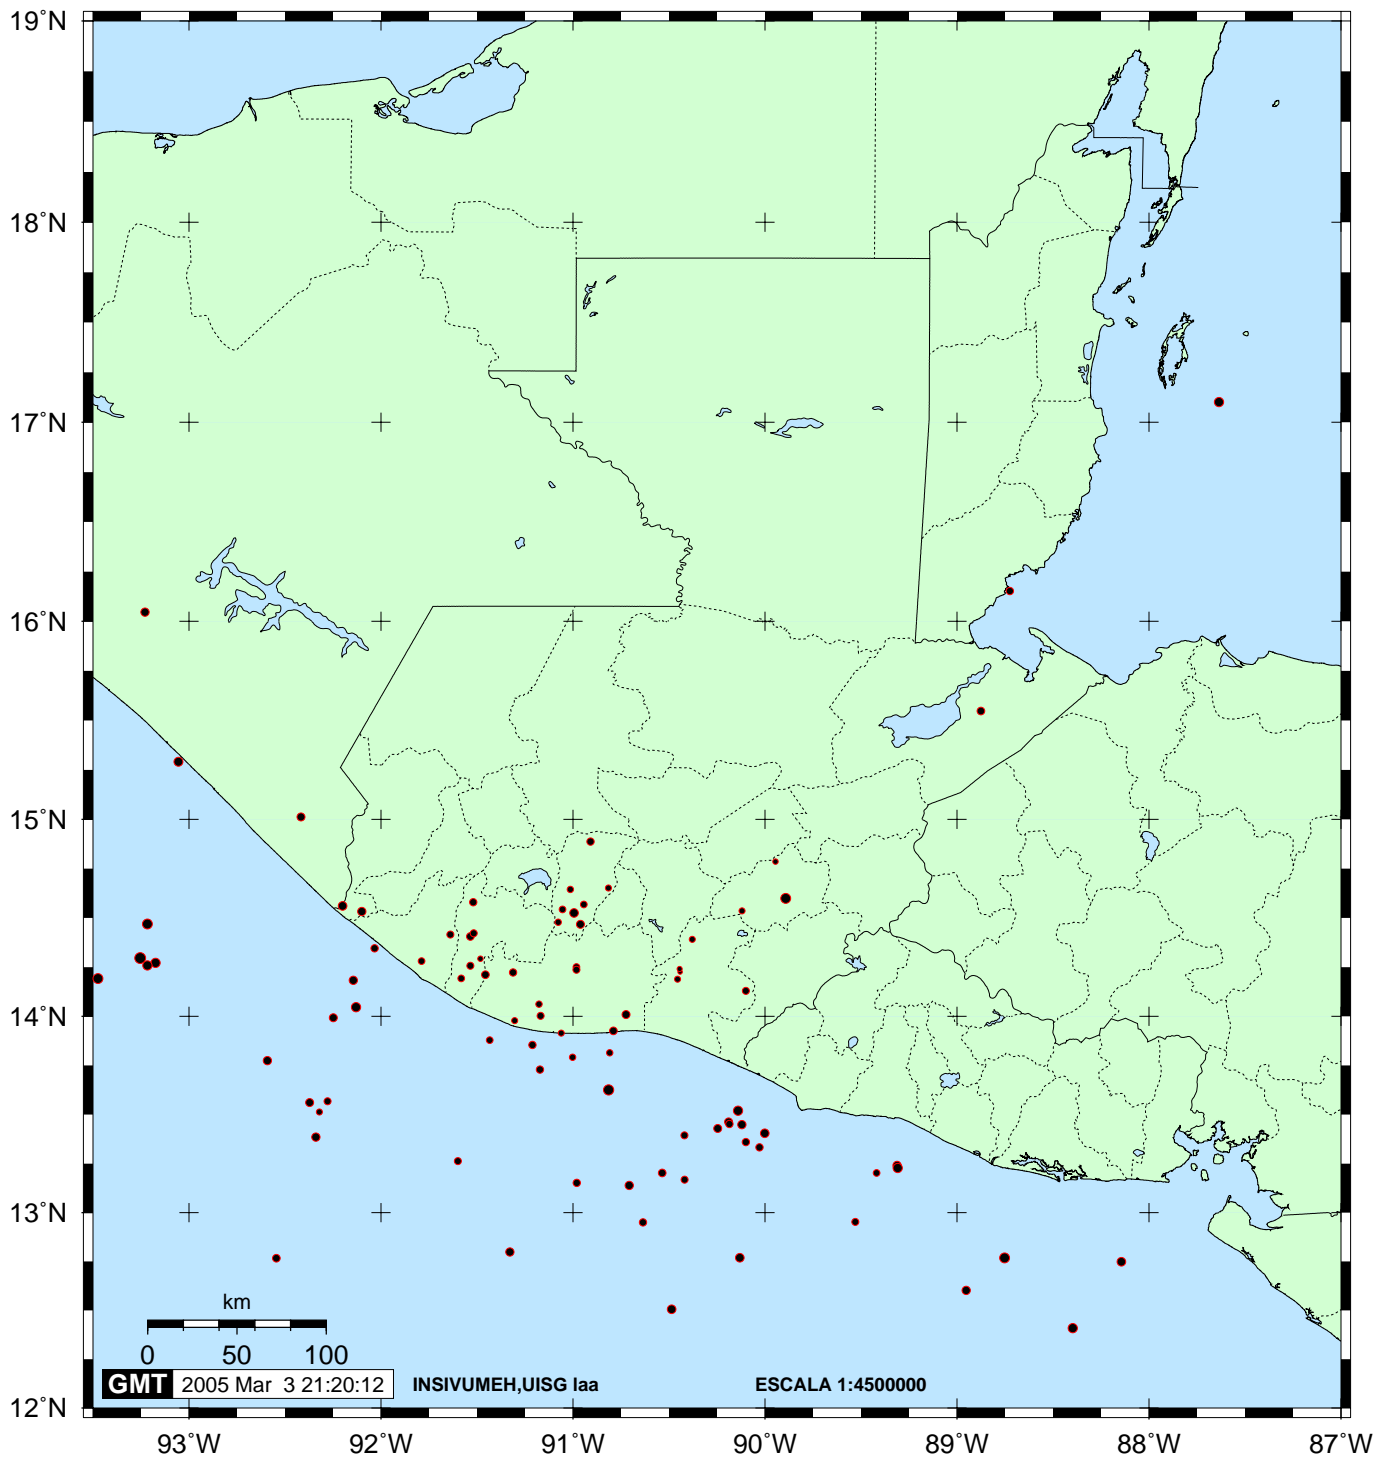 19°N
18°N
17°N
16°N
15°N
14°N
13°N
12°N
km
0 50 100
GMT 2005 Mar 3 21:20:12 INSIVUMEH,UISG laa ESCALA 1:4500000
93°W 92°W 91°W 90°W 89°W 88°W 87°W